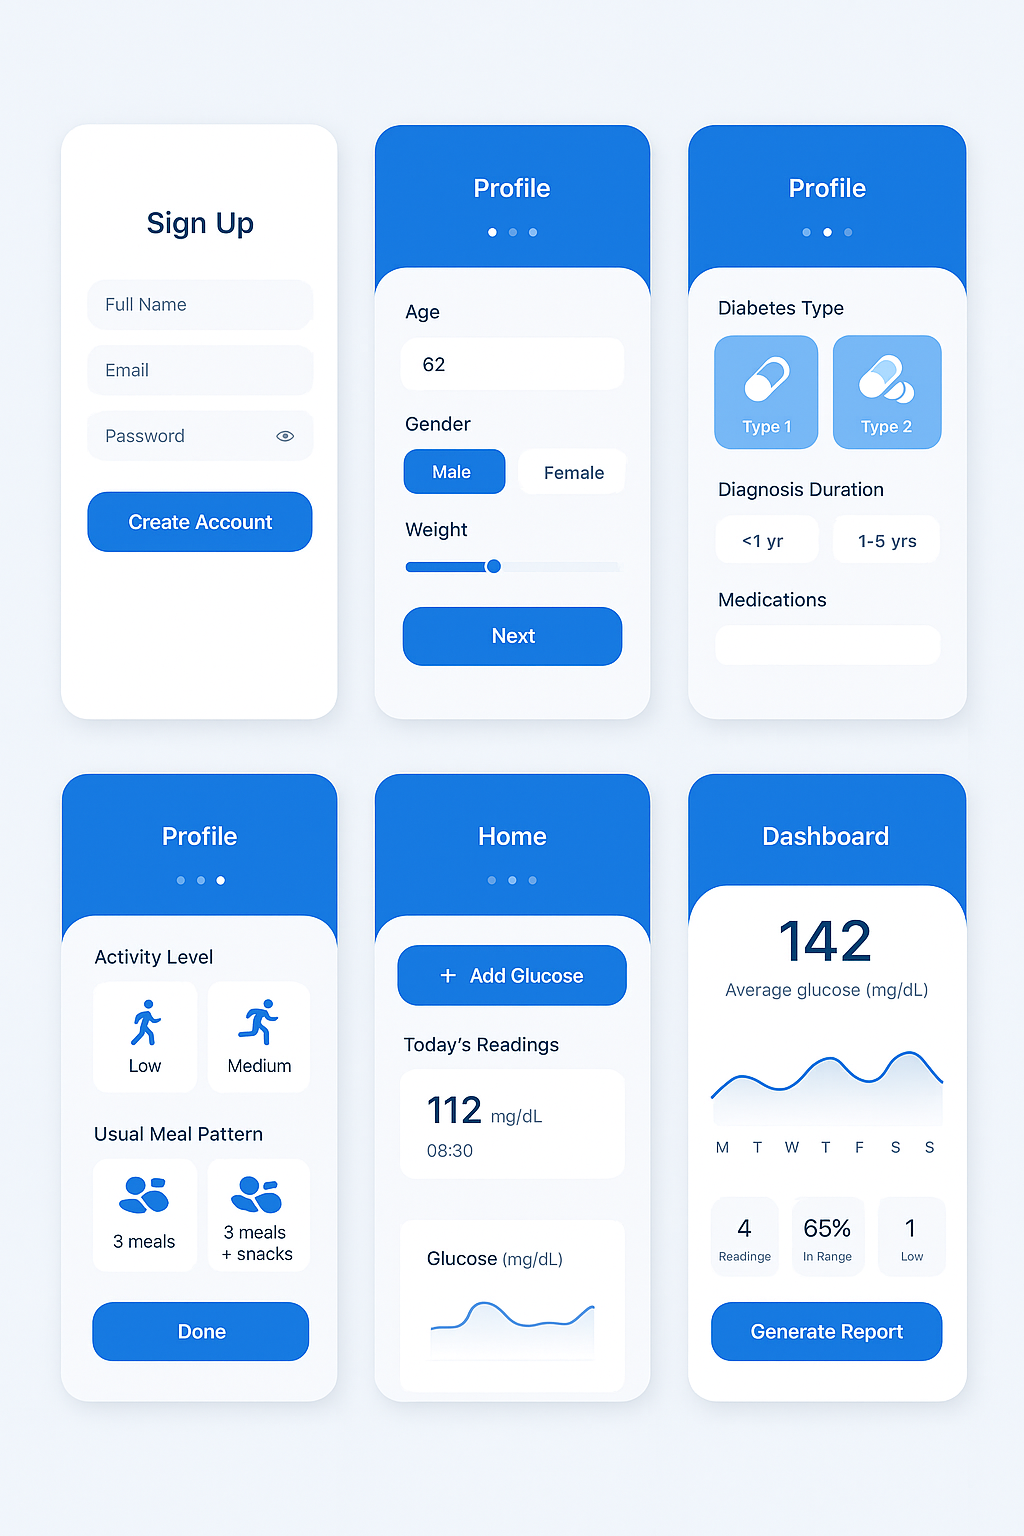 Sign Up
Full Name
Email
Password
Create Account
Profile
Age
62
Gender
Male Female
Weight
Next
Profile
Diabetes Type
Type 1 Type 2
Diagnosis Duration
<1 yr 1-5 yrs
Medications
Profile
Activity Level
Low Medium
Usual Meal Pattern
3 meals
3 meals
+ snacks
Done
Home
+ Add Glucose
Today's Readings
112 mg/dL
08:30
Glucose (mg/dL)
Dashboard
142
Average glucose (mg/dL)
M T W T F S S
4 65% 1
Readinge In Range Low
Generate Report